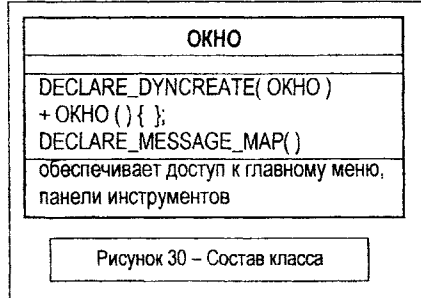 ОКНО
DECLARE_DYNCREATE( ОКНО )
+ ОКНО ( ) { };
DECLARE_MESSAGE_MAP( )
обеспечивает доступ к главному меню,
панели инструментов
Рисунок 30 – Состав класса